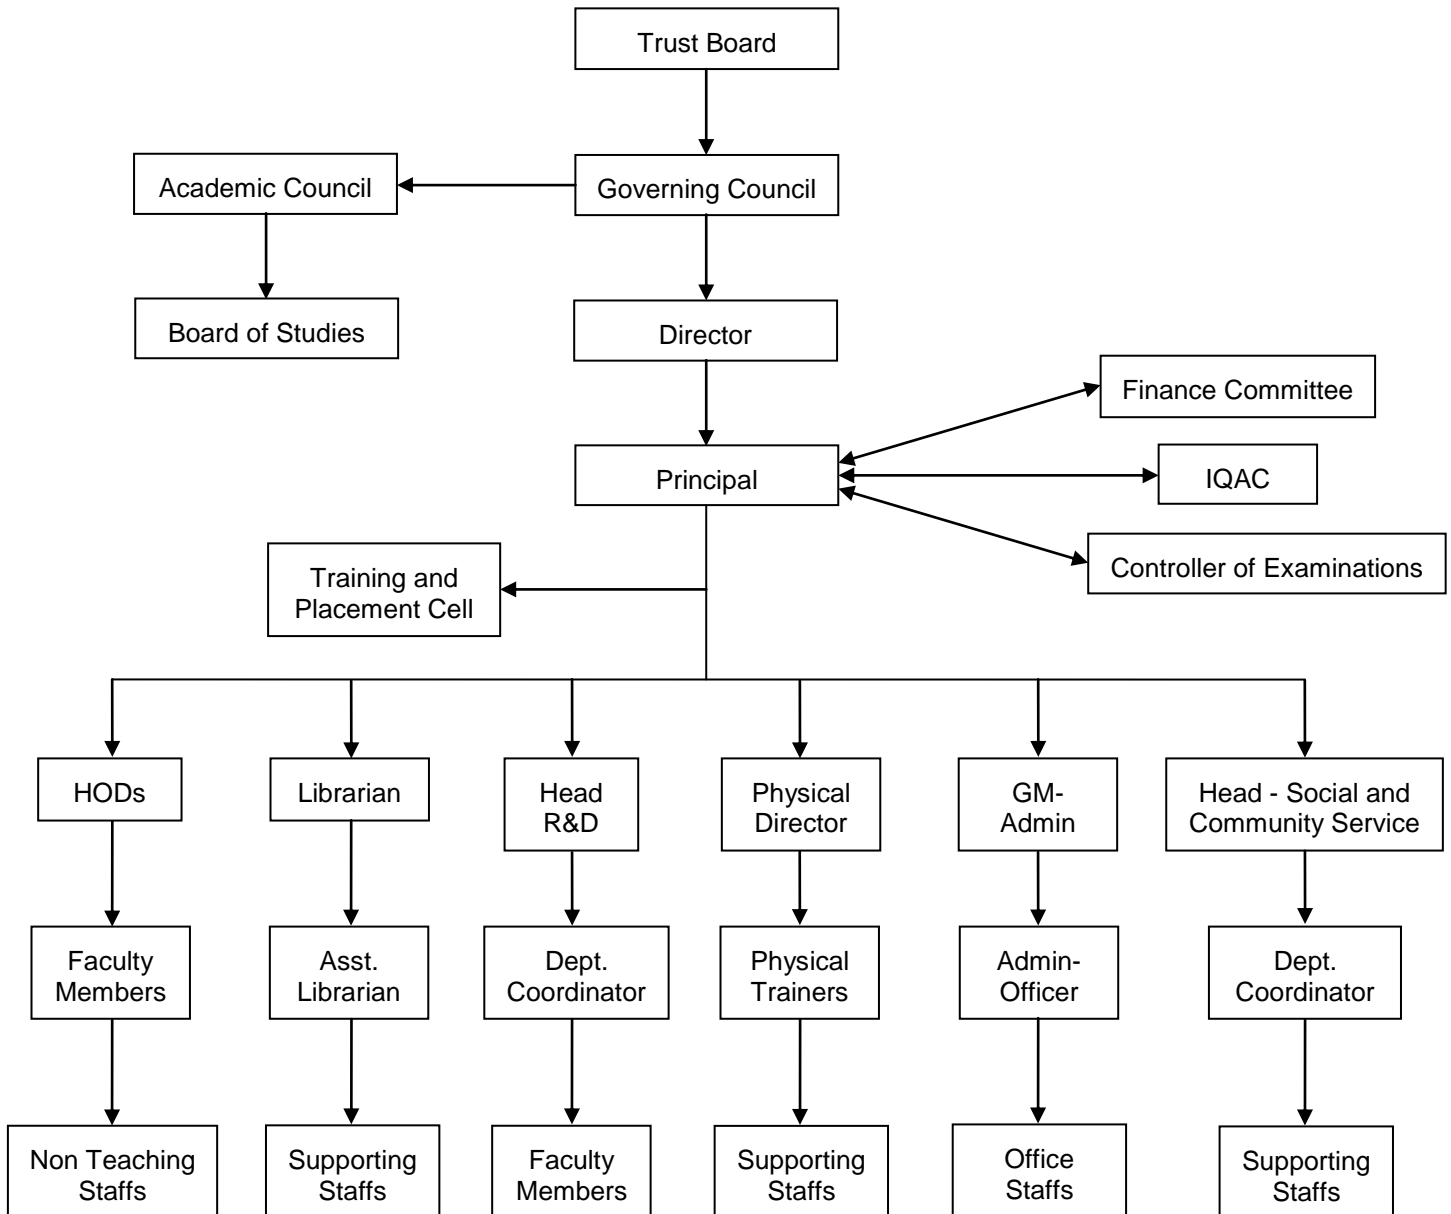 Trust Board
Academic Council
Governing Council
Board of Studies
Director
Finance Committee
Principal
IQAC
Training and
Placement Cell
Controller of Examinations
HODs
Librarian
Head
R&D
Physical
Director
GM-
Admin
Head - Social and
Community Service
Faculty
Members
Asst.
Librarian
Dept.
Coordinator
Physical
Trainers
Admin-
Officer
Dept.
Coordinator
Non Teaching
Staffs
Supporting
Staffs
Faculty
Members
Supporting
Staffs
Office
Staffs
Supporting
Staffs